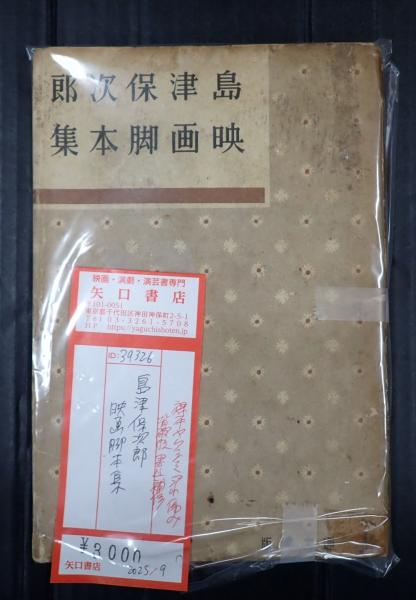 島津保次郎
映画脚本集
映画・演劇・演芸書専門
矢口書店
〒101-0051
東京都千代田区神田神保町2-5-1
Tel 03-3261-5708
HP https://yaguchishoten.jp/
ID:39326
島津保次郎
映画脚本集
¥3000
矢口書店
2025/9
版